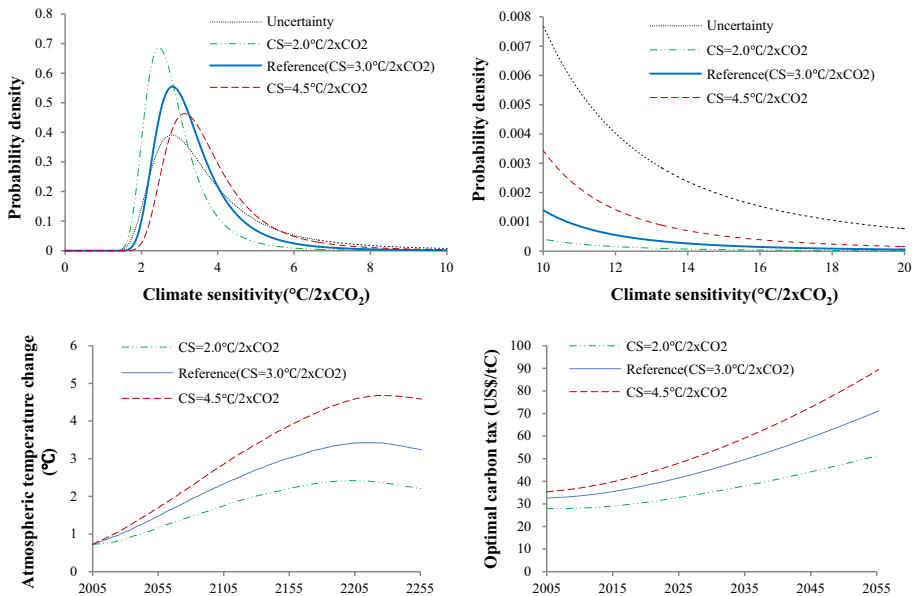 Uncertainty
CS=2.0℃/2xCO2
Reference(CS=3.0℃/2xCO2)
CS=4.5℃/2xCO2
Probability density
0.8
0.7
0.6
0.5
0.4
0.3
0.2
0.1
0
0 2 4 6 8 10
Climate sensitivity(°C/2xCO₂)
Uncertainty
CS=2.0℃/2xCO2
Reference(CS=3.0℃/2xCO2)
CS=4.5℃/2xCO2
Probability density
0.008
0.007
0.006
0.005
0.004
0.003
0.002
0.001
0
10 12 14 16 18 20
Climate sensitivity(°C/2xCO₂)
CS=2.0℃/2xCO2
Reference(CS=3.0℃/2xCO2)
CS=4.5℃/2xCO2
Atmospheric temperature change
(℃)
6
5
4
3
2
1
0
2005 2055 2105 2155 2205 2255
CS=2.0℃/2xCO2
Reference(CS=3.0℃/2xCO2)
CS=4.5℃/2xCO2
Optimal carbon tax (US$/tC)
100
90
80
70
60
50
40
30
20
10
0
2005 2015 2025 2035 2045 2055